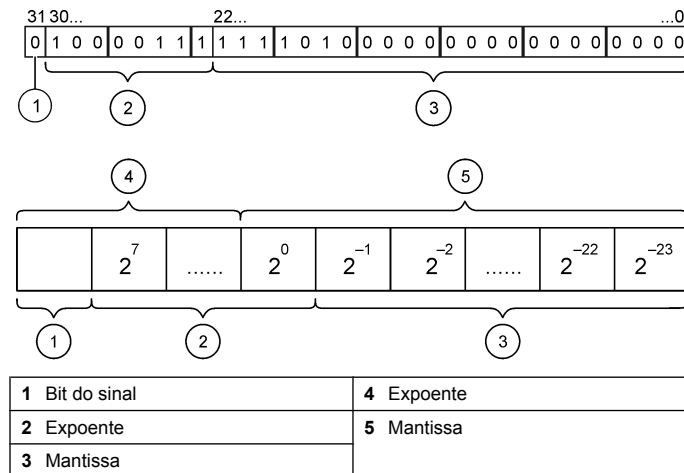 31 30... 22... ...0
0 1 0 0 0 0 1 1 1 1 1 1 1 0 1 0 0 0 0 0 0 0 0 0 0 0 0 0 0 0 0 0
1 2 3
4 5
2^7 ...... 2^0 2^–1 2^–2 ...... 2^–22 2^–23
1 2 3
1 Bit do sinal 4 Expoente
2 Expoente 5 Mantissa
3 Mantissa